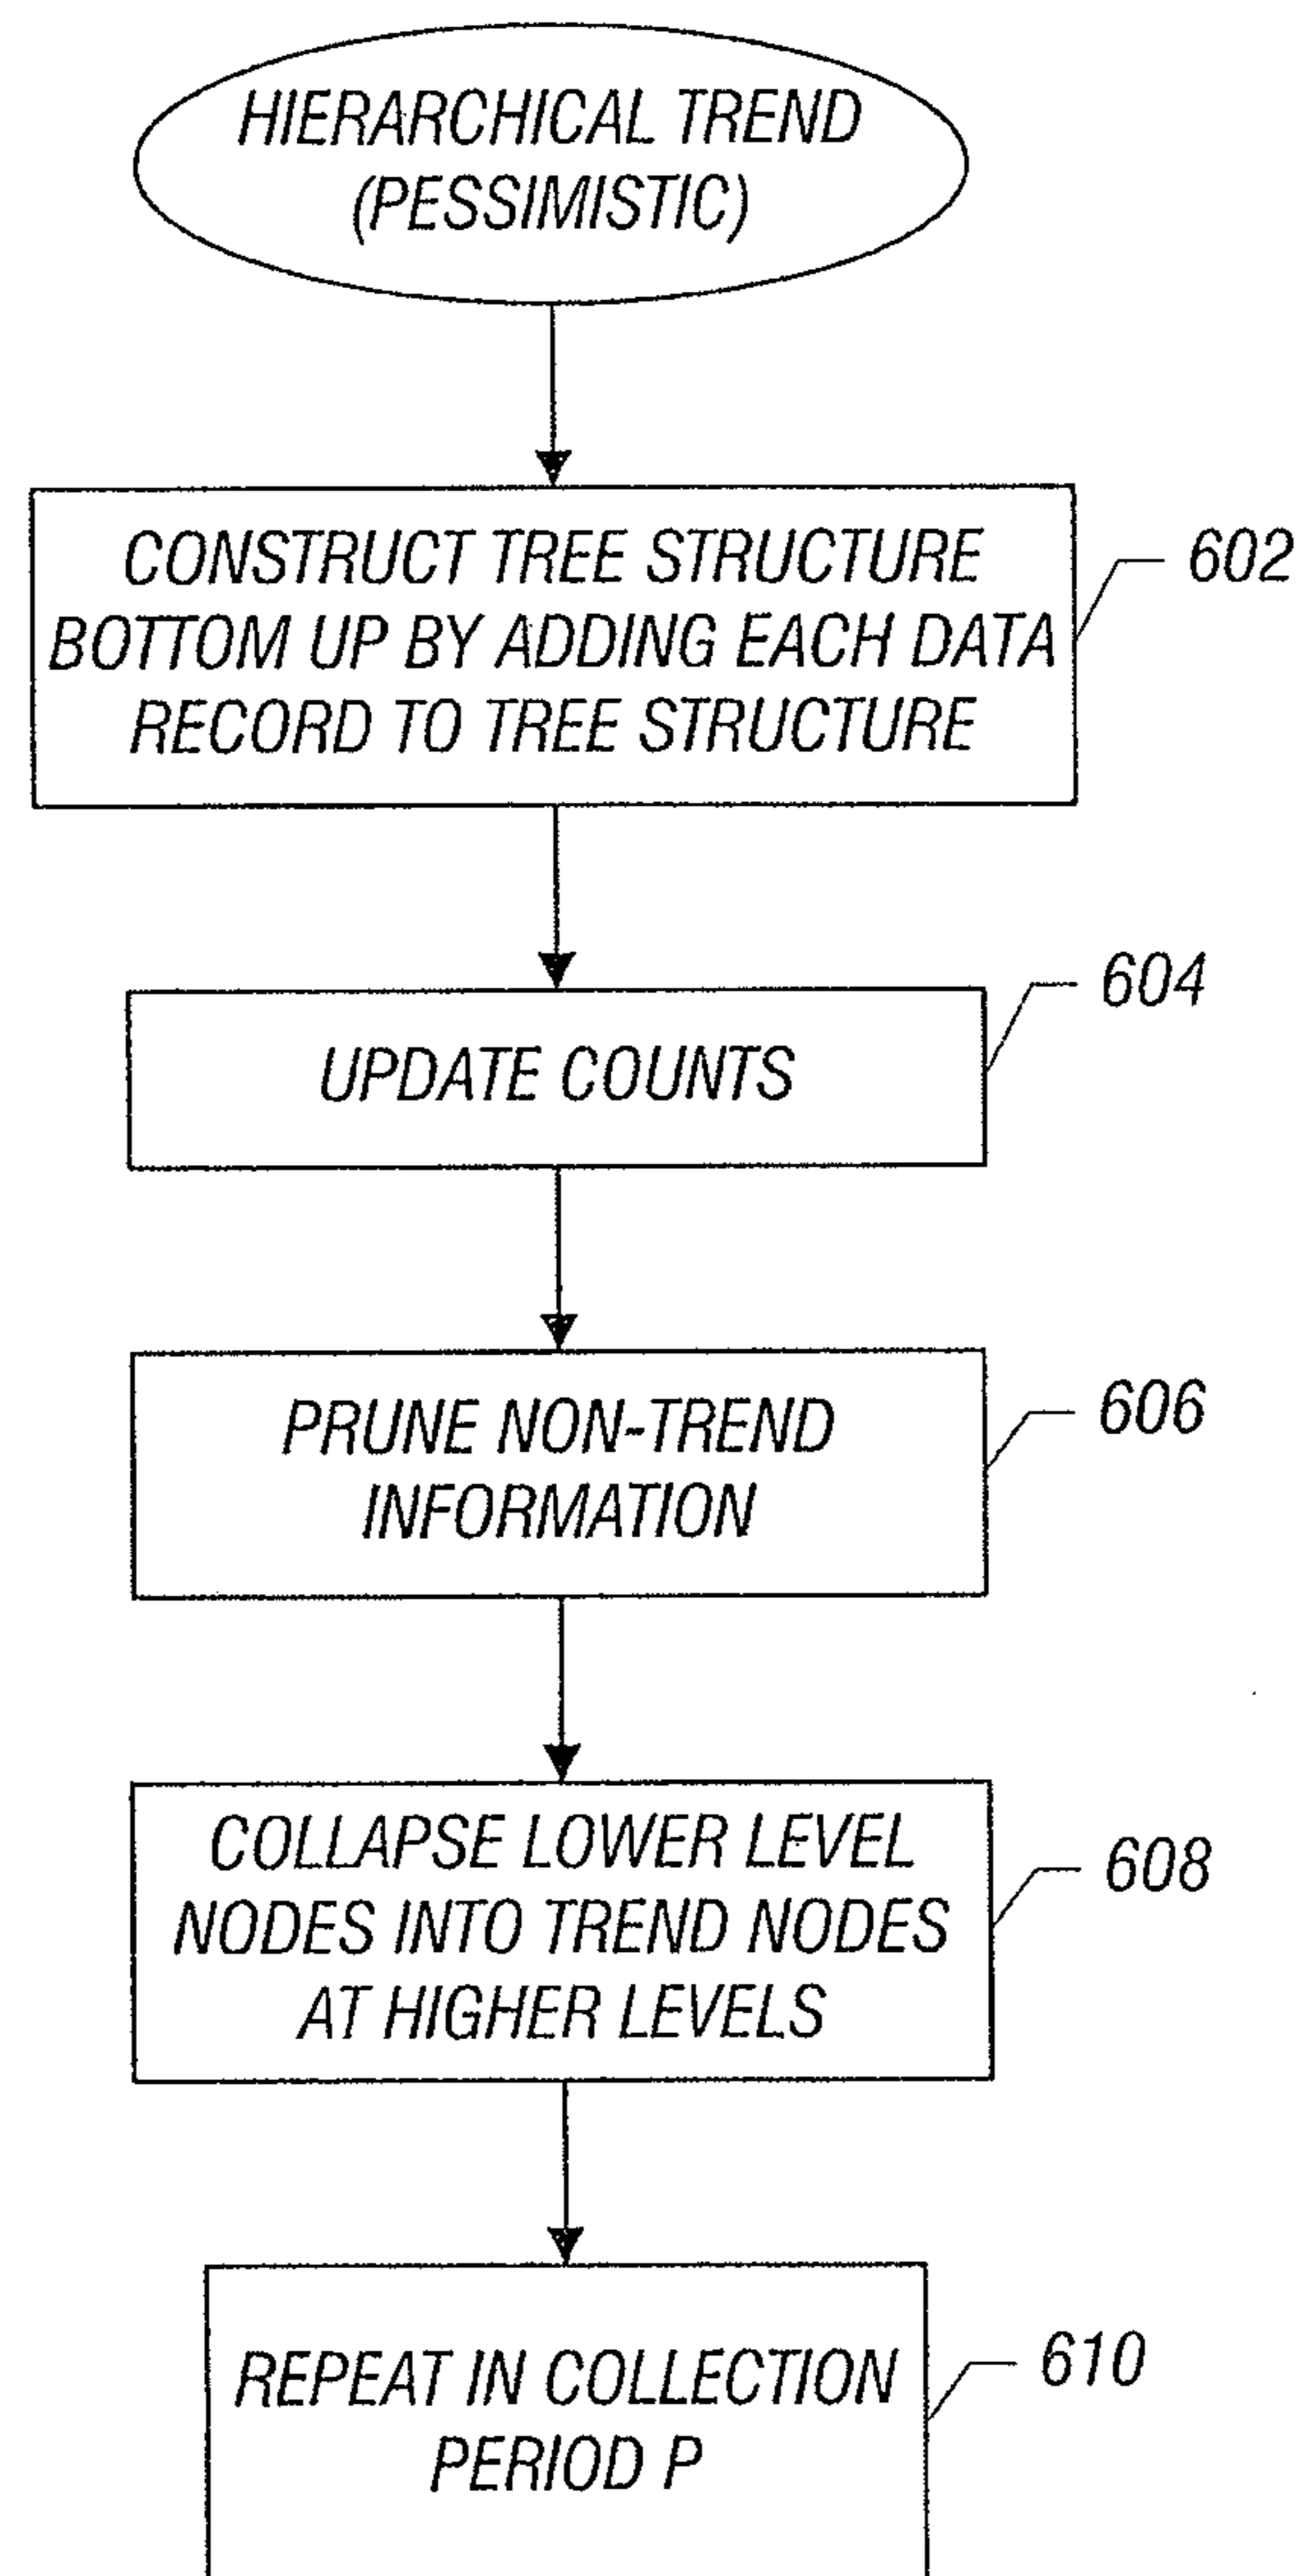 HIERARCHICAL TREND
(PESSIMISTIC)
CONSTRUCT TREE STRUCTURE
BOTTOM UP BY ADDING EACH DATA
RECORD TO TREE STRUCTURE
602
UPDATE COUNTS
604
PRUNE NON-TREND
INFORMATION
606
COLLAPSE LOWER LEVEL
NODES INTO TREND NODES
AT HIGHER LEVELS
608
REPEAT IN COLLECTION
PERIOD P
610